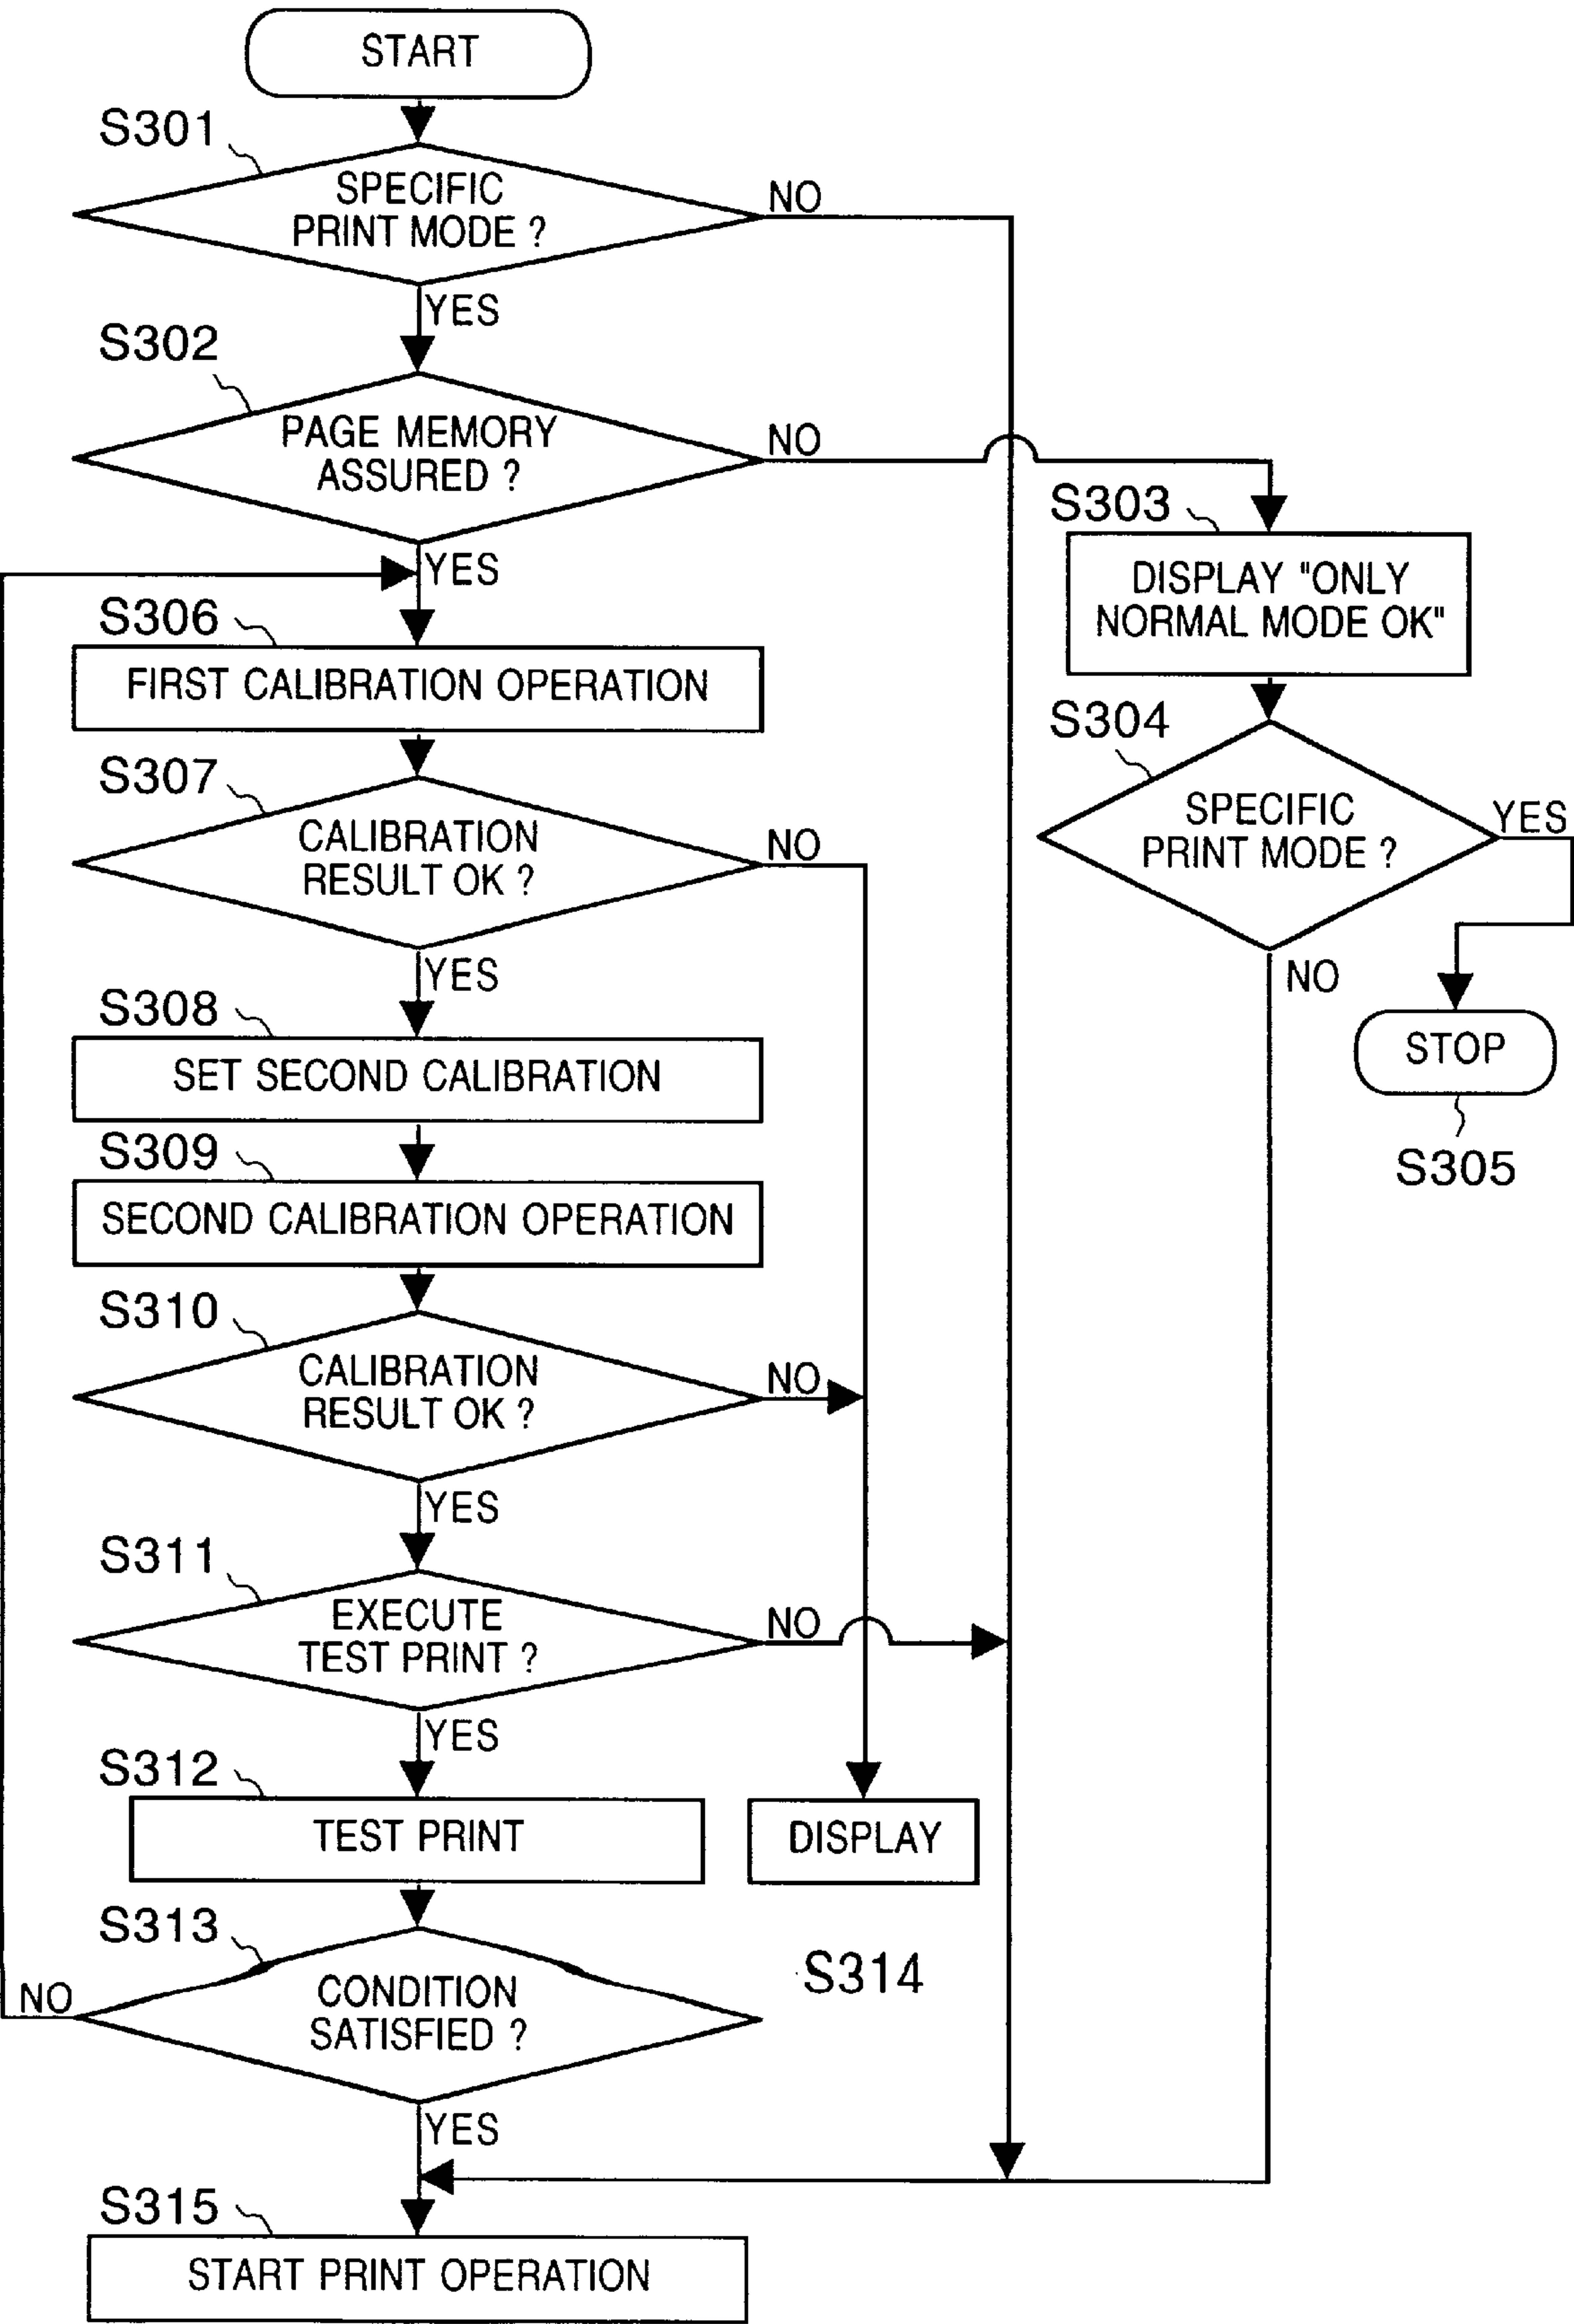 START
S301
SPECIFIC
PRINT MODE ?
NO
YES
S302
PAGE MEMORY
ASSURED ?
NO
YES
S303
DISPLAY "ONLY
NORMAL MODE OK"
S304
SPECIFIC
PRINT MODE ?
YES
NO
STOP
S305
S306
FIRST CALIBRATION OPERATION
S307
CALIBRATION
RESULT OK ?
NO
YES
S308
SET SECOND CALIBRATION
S309
SECOND CALIBRATION OPERATION
S310
CALIBRATION
RESULT OK ?
NO
YES
S311
EXECUTE
TEST PRINT ?
NO
YES
S312
TEST PRINT
DISPLAY
S314
S313
CONDITION
SATISFIED ?
NO
YES
S315
START PRINT OPERATION